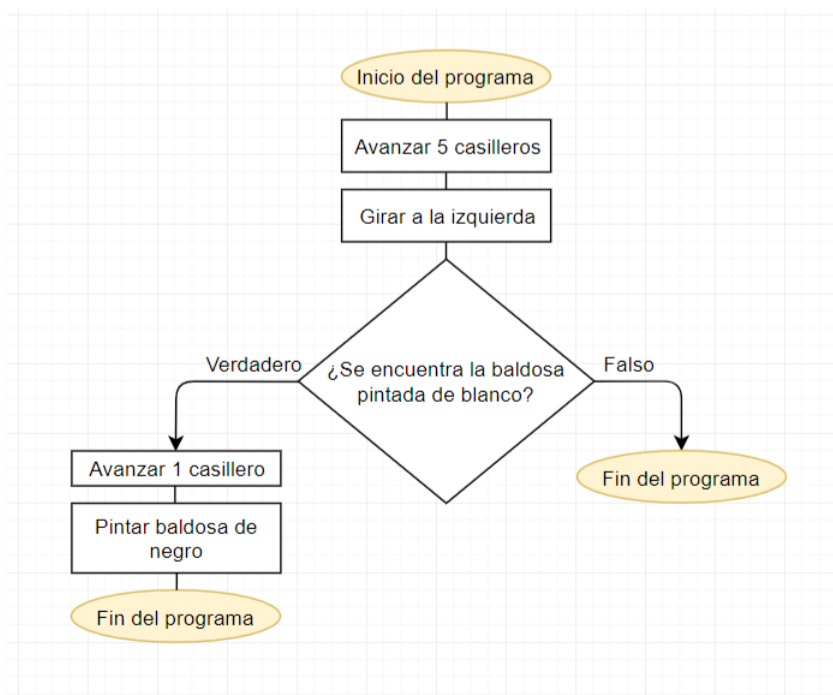 Inicio del programa
Avanzar 5 casilleros
Girar a la izquierda
¿Se encuentra la baldosa
pintada de blanco?
Verdadero
Falso
Avanzar 1 casillero
Pintar baldosa de
negro
Fin del programa
Fin del programa